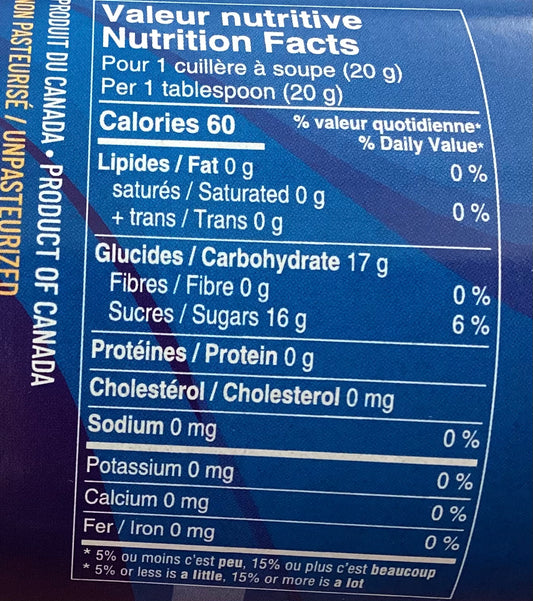 Valeur nutritive
Nutrition Facts
Pour 1 cuillère à soupe (20 g)
Per 1 tablespoon (20 g)
Calories 60
% valeur quotidienne*
% Daily Value*
Lipides / Fat 0 g 0 %
saturés / Saturated 0 g
+ trans / Trans 0 g 0 %
Glucides / Carbohydrate 17 g
Fibres / Fibre 0 g 0 %
Sucres / Sugars 16 g 6 %
Protéines / Protein 0 g
Cholestérol / Cholesterol 0 mg
Sodium 0 mg 0 %
Potassium 0 mg 0 %
Calcium 0 mg 0 %
Fer / Iron 0 mg 0 %
* 5% ou moins c'est peu, 15% ou plus c'est beaucoup
* 5% or less is a little, 15% or more is a lot
PRODUIT DU CANADA • PRODUCT OF CANADA
NON PASTEURISÉ / UNPASTEURIZED